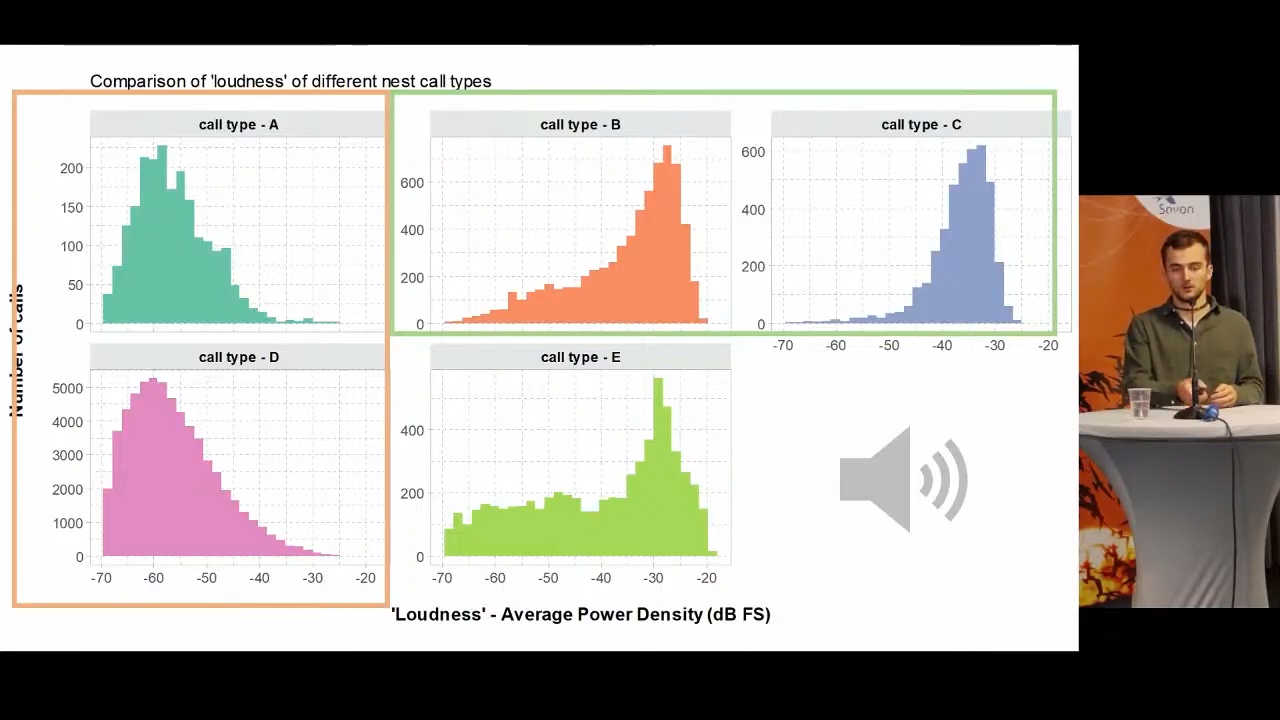 Comparison of 'loudness' of different nest call types
call type - A
call type - B
call type - C
200
150
100
50
0
600
400
200
0
600
400
200
0
-70 -60 -50 -40 -30 -20
Number of calls
call type - D
call type - E
5000
4000
3000
2000
1000
0
-70 -60 -50 -40 -30 -20
400
200
0
-70 -60 -50 -40 -30 -20
'Loudness' - Average Power Density (dB FS)
Sovon